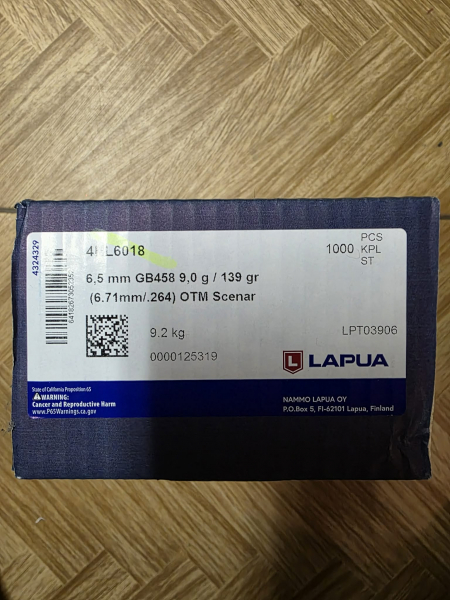 4324329
1000
PCS
KPL
ST
6,5 mm GB458 9,0 g / 139 gr
(6.71mm/.264) OTM Scenar
9.2 kg
LPT03906
0000125319
L LAPUA
State of California Proposition 65
WARNING:
Cancer and Reproductive Harm
www.P65Warnings.ca.gov
NAMMO LAPUA OY
P.O.Box 5, FI-62101 Lapua, Finland